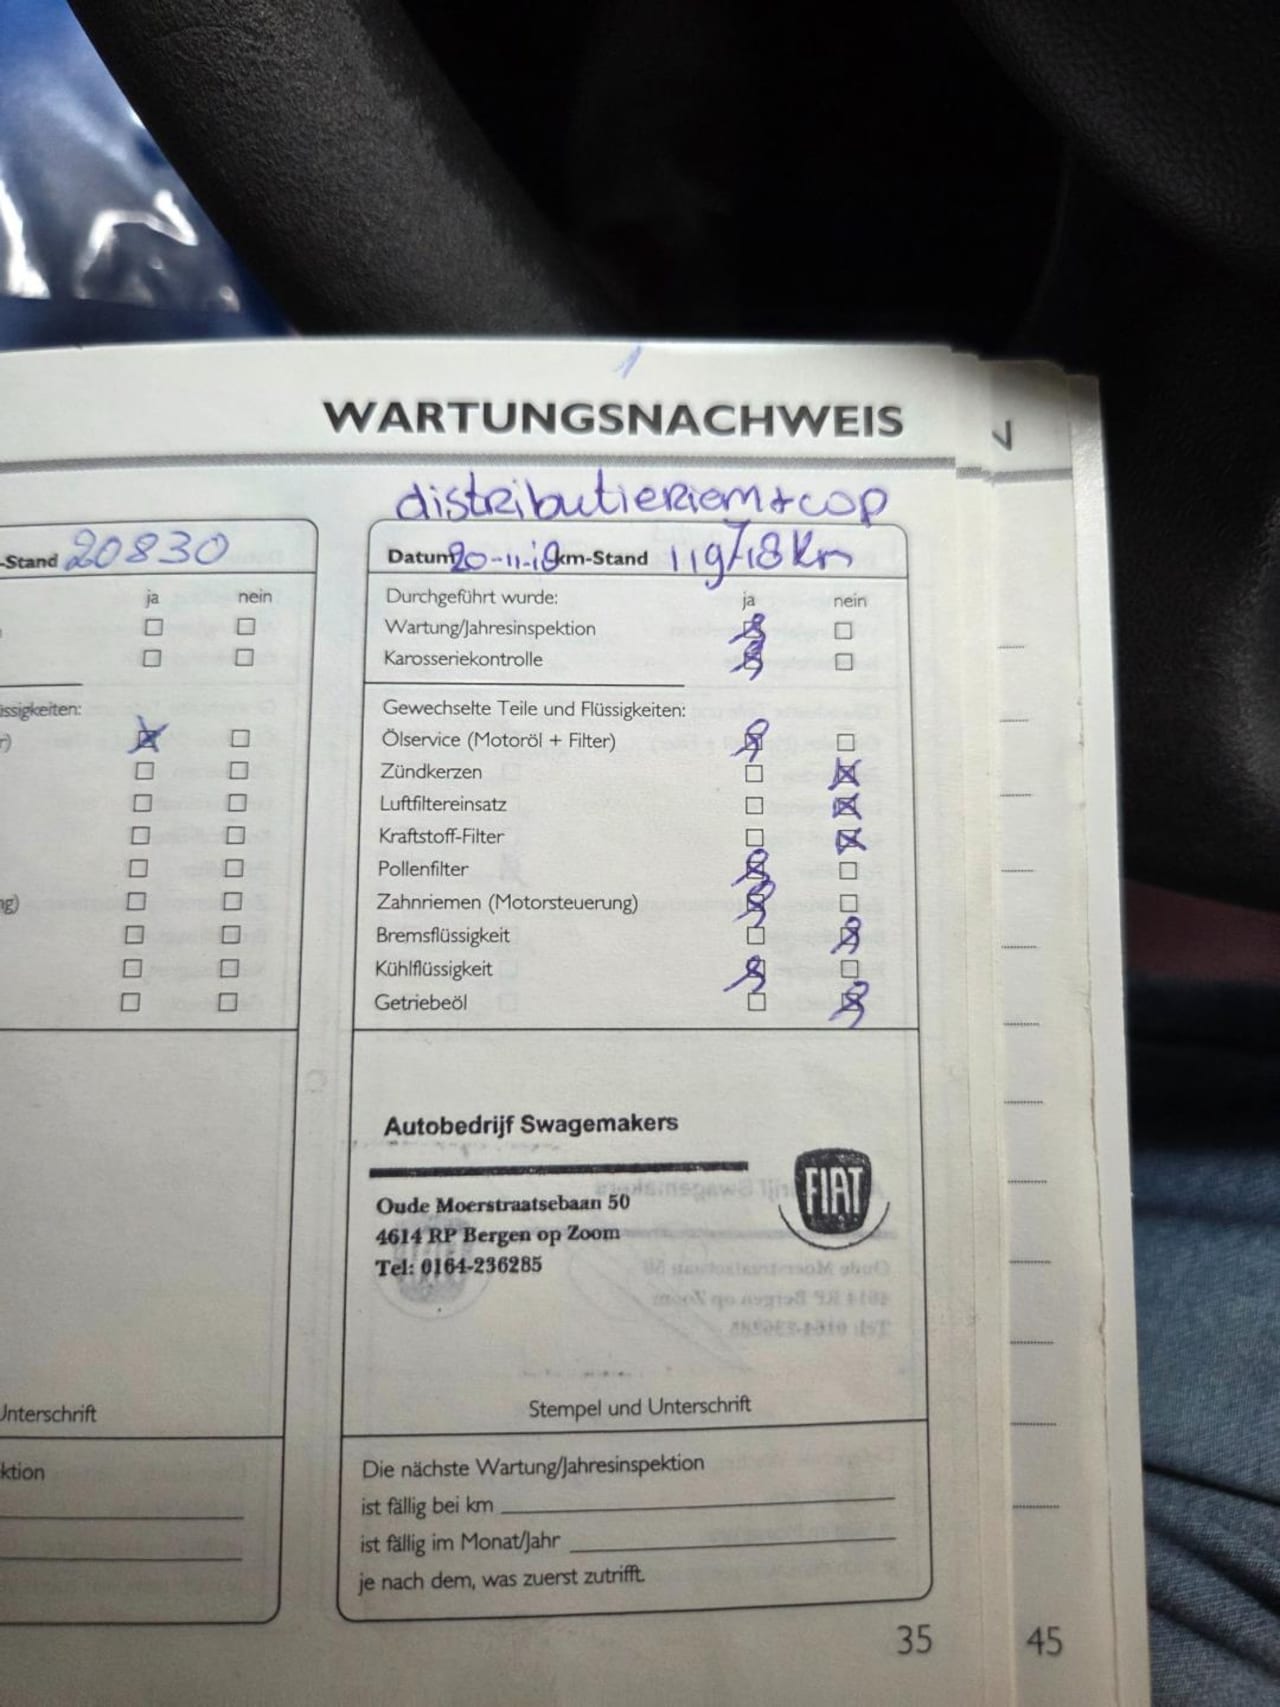 WARTUNGSNACHWEIS
distributieriem + cop
-Stand 20830
ja nein
üssigkeiten:
r)
ng)
Unterschrift
ktion
Datum 20-11-18 km-Stand 119718 Km
Durchgeführt wurde: ja nein
Wartung/Jahresinspektion
Karosseriekontrolle
Gewechselte Teile und Flüssigkeiten:
Ölservice (Motoröl + Filter)
Zündkerzen
Luftfiltereinsatz
Kraftstoff-Filter
Pollenfilter
Zahnriemen (Motorsteuerung)
Bremsflüssigkeit
Kühlflüssigkeit
Getriebeöl
Autobedrijf Swagemakers
FIAT
Oude Moerstraatsebaan 50
4614 RP Bergen op Zoom
Tel: 0164-236285
Stempel und Unterschrift
Die nächste Wartung/Jahresinspektion
ist fällig bei km
ist fällig im Monat/Jahr
je nach dem, was zuerst zutrifft.
35
45